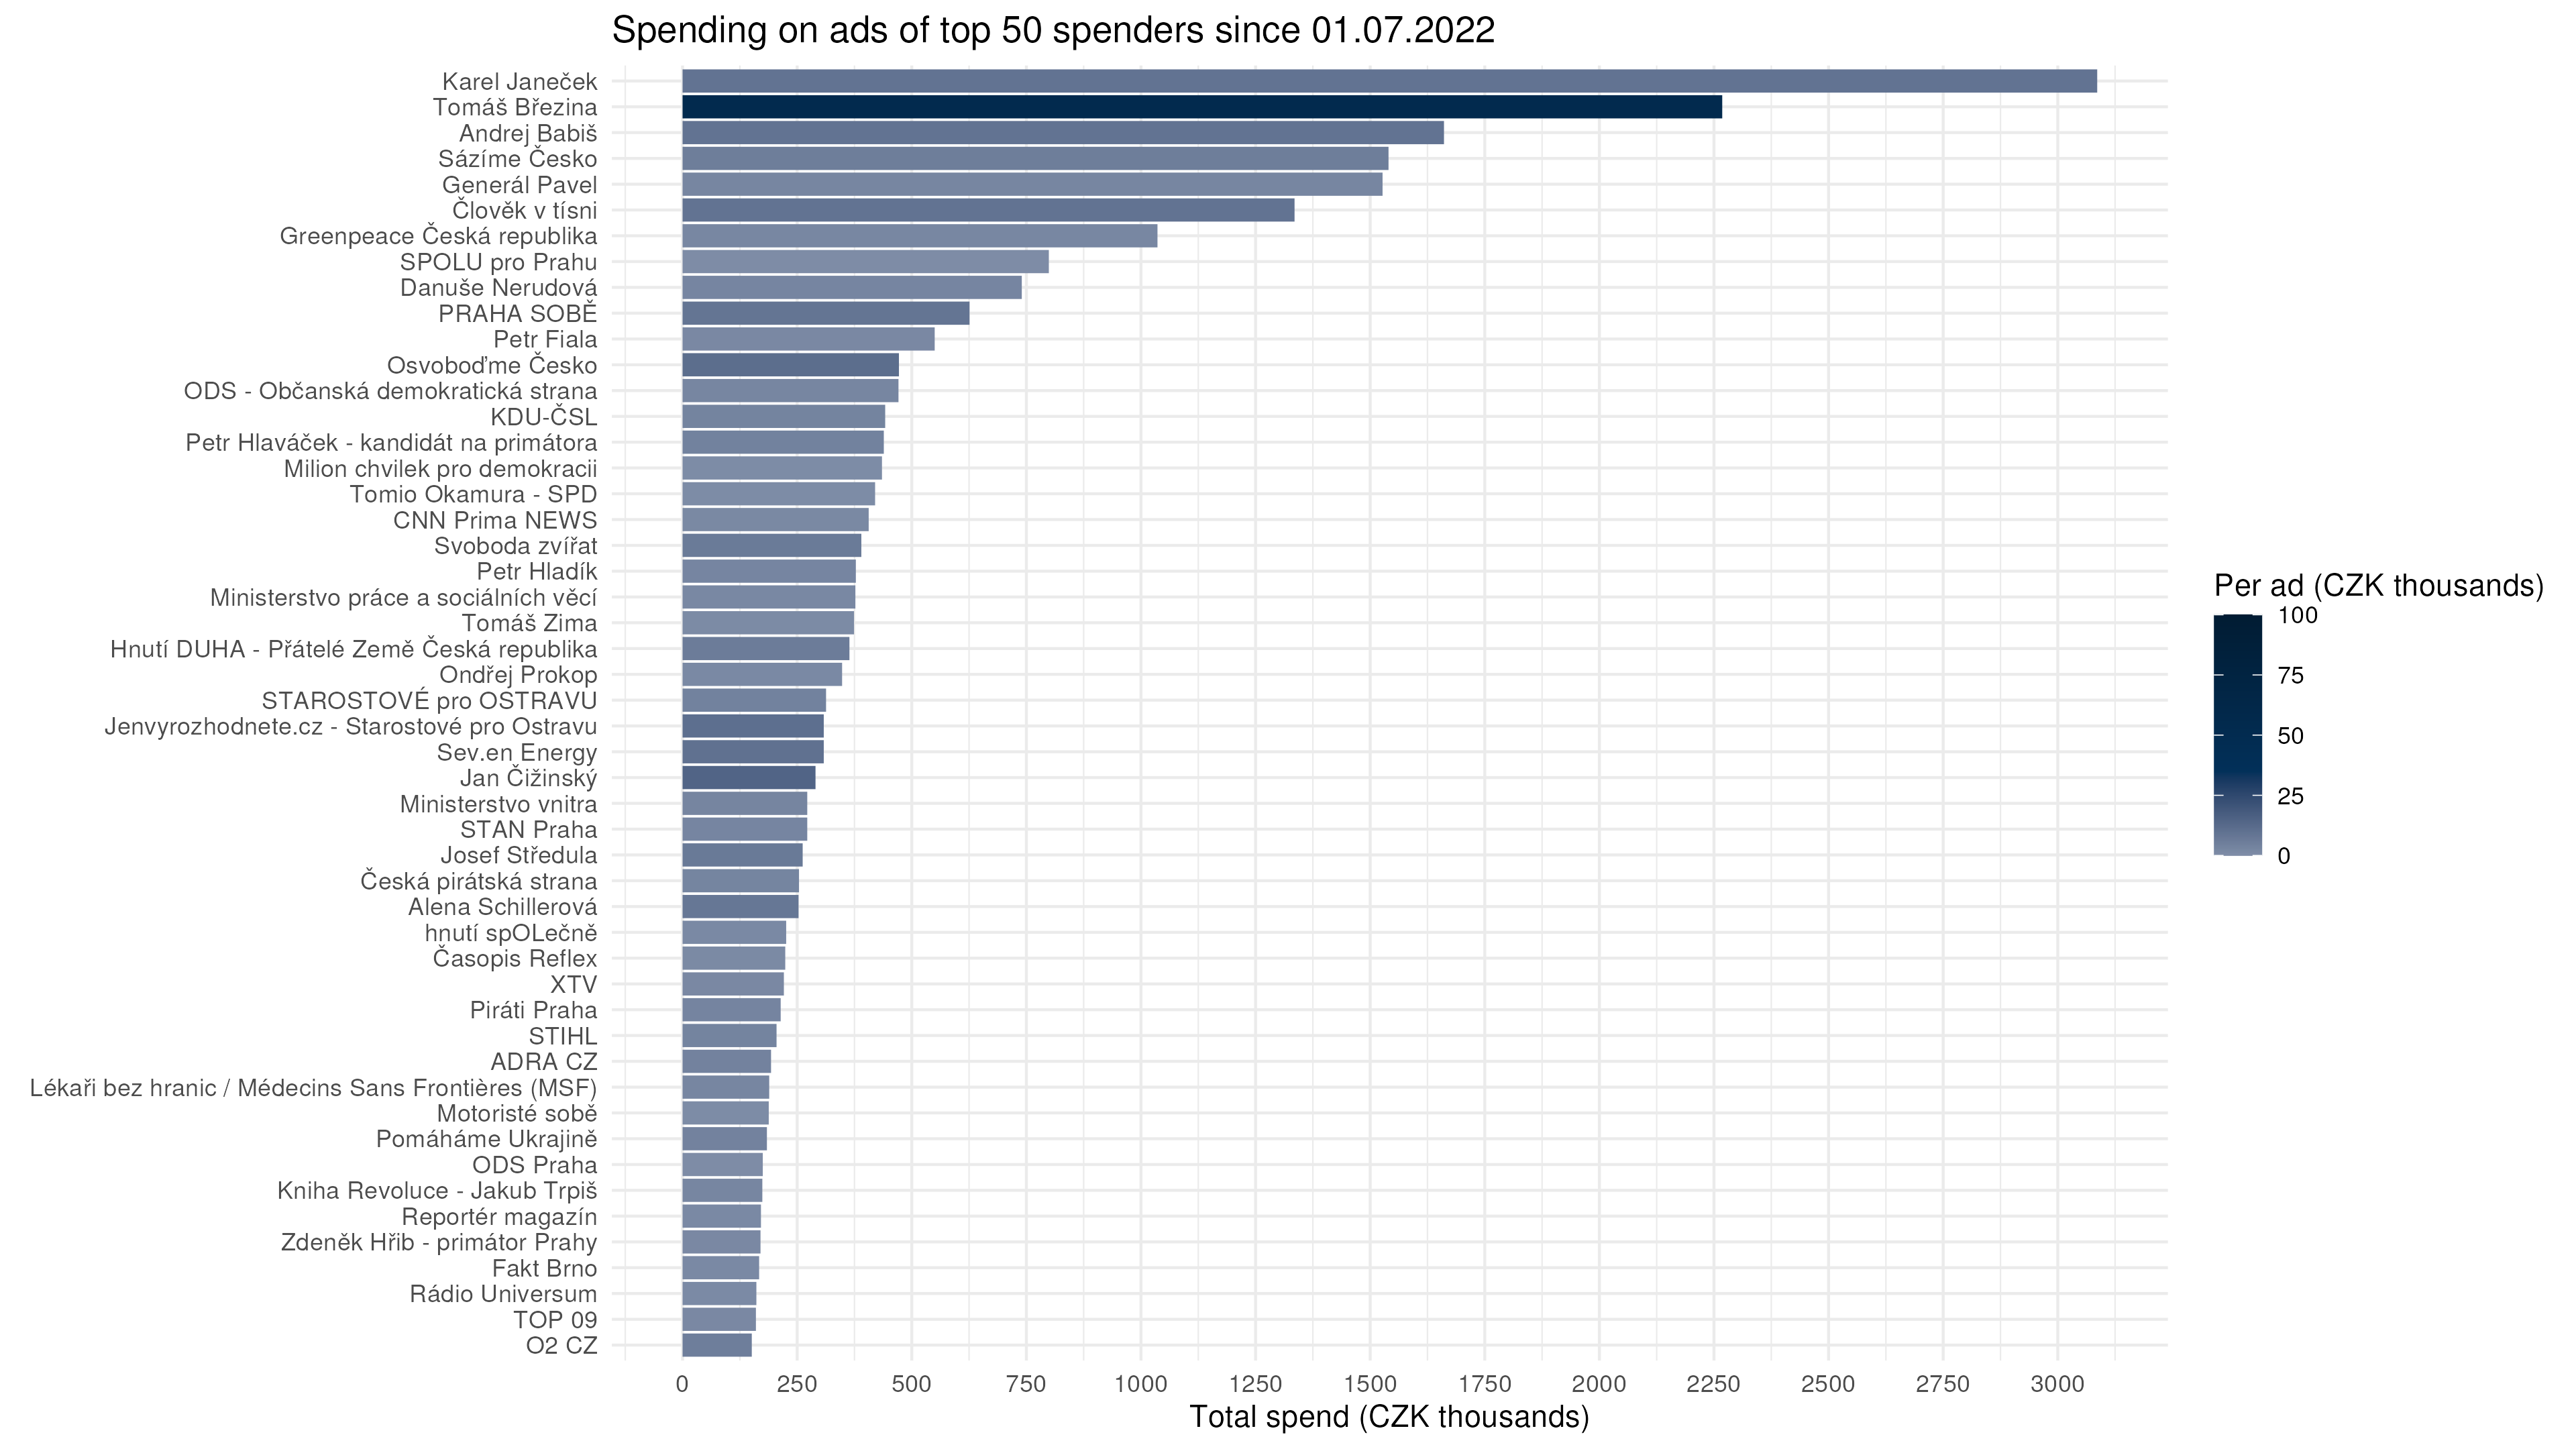 Spending on ads of top 50 spenders since 01.07.2022
Karel Janeček
Tomáš Březina
Andrej Babiš
Sázíme Česko
Generál Pavel
Člověk v tísni
Greenpeace Česká republika
SPOLU pro Prahu
Danuše Nerudová
PRAHA SOBĚ
Petr Fiala
Osvoboďme Česko
ODS - Občanská demokratická strana
KDU-ČSL
Petr Hlaváček - kandidát na primátora
Milion chvilek pro demokracii
Tomio Okamura - SPD
CNN Prima NEWS
Svoboda zvířat
Petr Hladík
Ministerstvo práce a sociálních věcí
Tomáš Zima
Hnutí DUHA - Přátelé Země Česká republika
Ondřej Prokop
STAROSTOVÉ pro OSTRAVU
Jenvyrozhodnete.cz - Starostové pro Ostravu
Sev.en Energy
Jan Čižinský
Ministerstvo vnitra
STAN Praha
Josef Středula
Česká pirátská strana
Alena Schillerová
hnutí spOLečně
Časopis Reflex
XTV
Piráti Praha
STIHL
ADRA CZ
Lékaři bez hranic / Médecins Sans Frontières (MSF)
Motoristé sobě
Pomáháme Ukrajině
ODS Praha
Kniha Revoluce - Jakub Trpiš
Reportér magazín
Zdeněk Hřib - primátor Prahy
Fakt Brno
Rádio Universum
TOP 09
O2 CZ
0 250 500 750 1000 1250 1500 1750 2000 2250 2500 2750 3000
Total spend (CZK thousands)
Per ad (CZK thousands)
100
75
50
25
0